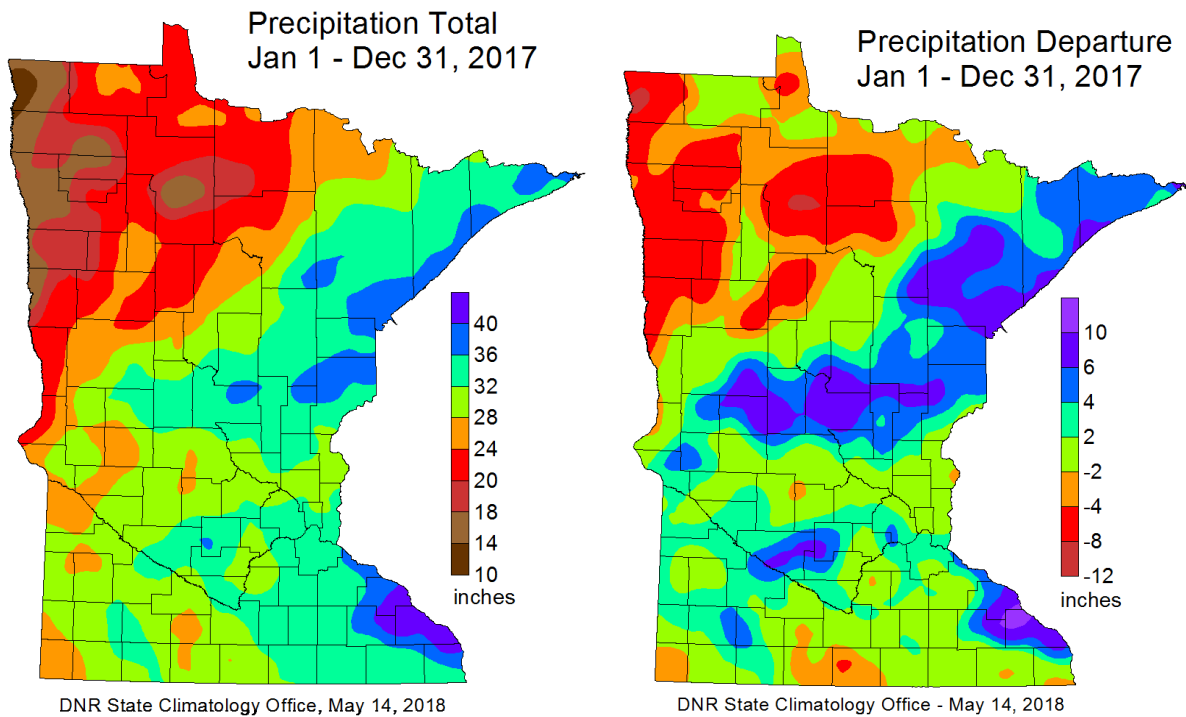 Precipitation Total
Jan 1 - Dec 31, 2017
40
36
32
28
24
20
18
14
10
inches
DNR State Climatology Office, May 14, 2018
Precipitation Departure
Jan 1 - Dec 31, 2017
10
6
4
2
-2
-4
-8
-12
inches
DNR State Climatology Office - May 14, 2018